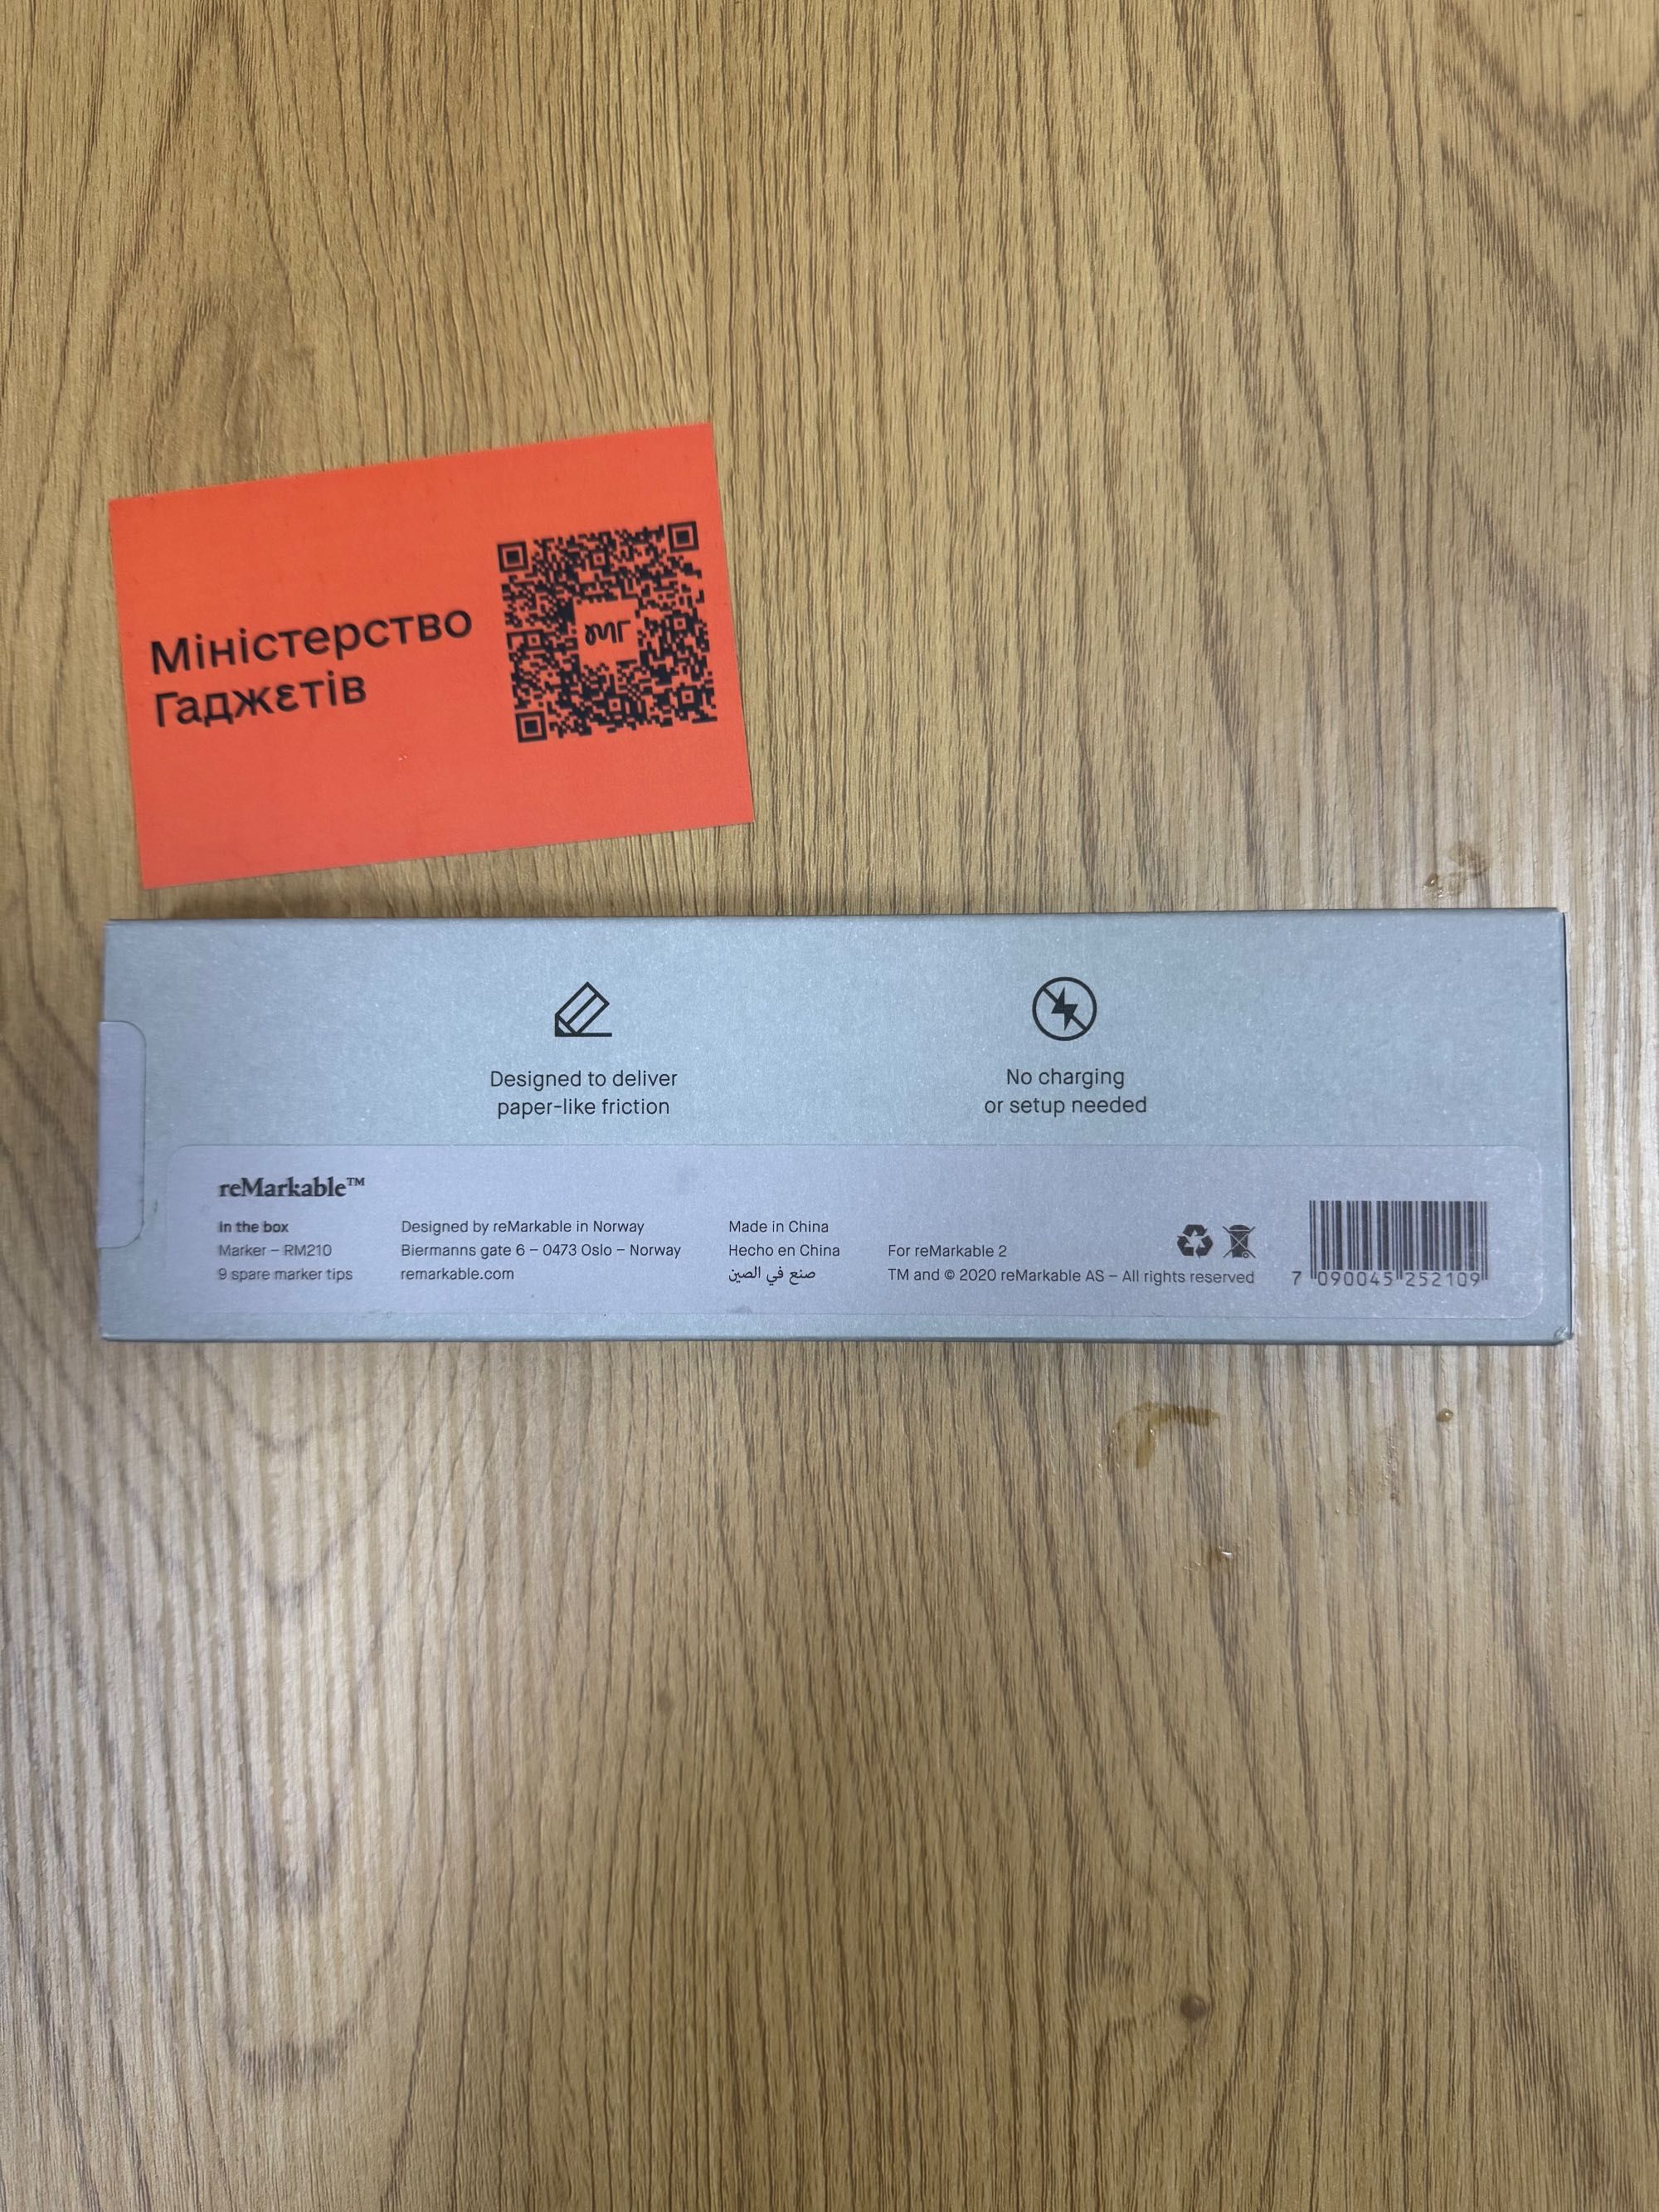 Міністерство
Гаджєтів
мг
Designed to deliver
paper-like friction
No charging
or setup needed
reMarkable™
In the box
Marker – RM210
9 spare marker tips
Designed by reMarkable in Norway
Biermanns gate 6 – 0473 Oslo – Norway
remarkable.com
Made in China
Hecho en China
صنع في الصين
For reMarkable 2
TM and © 2020 reMarkable AS – All rights reserved
7 090045 252109